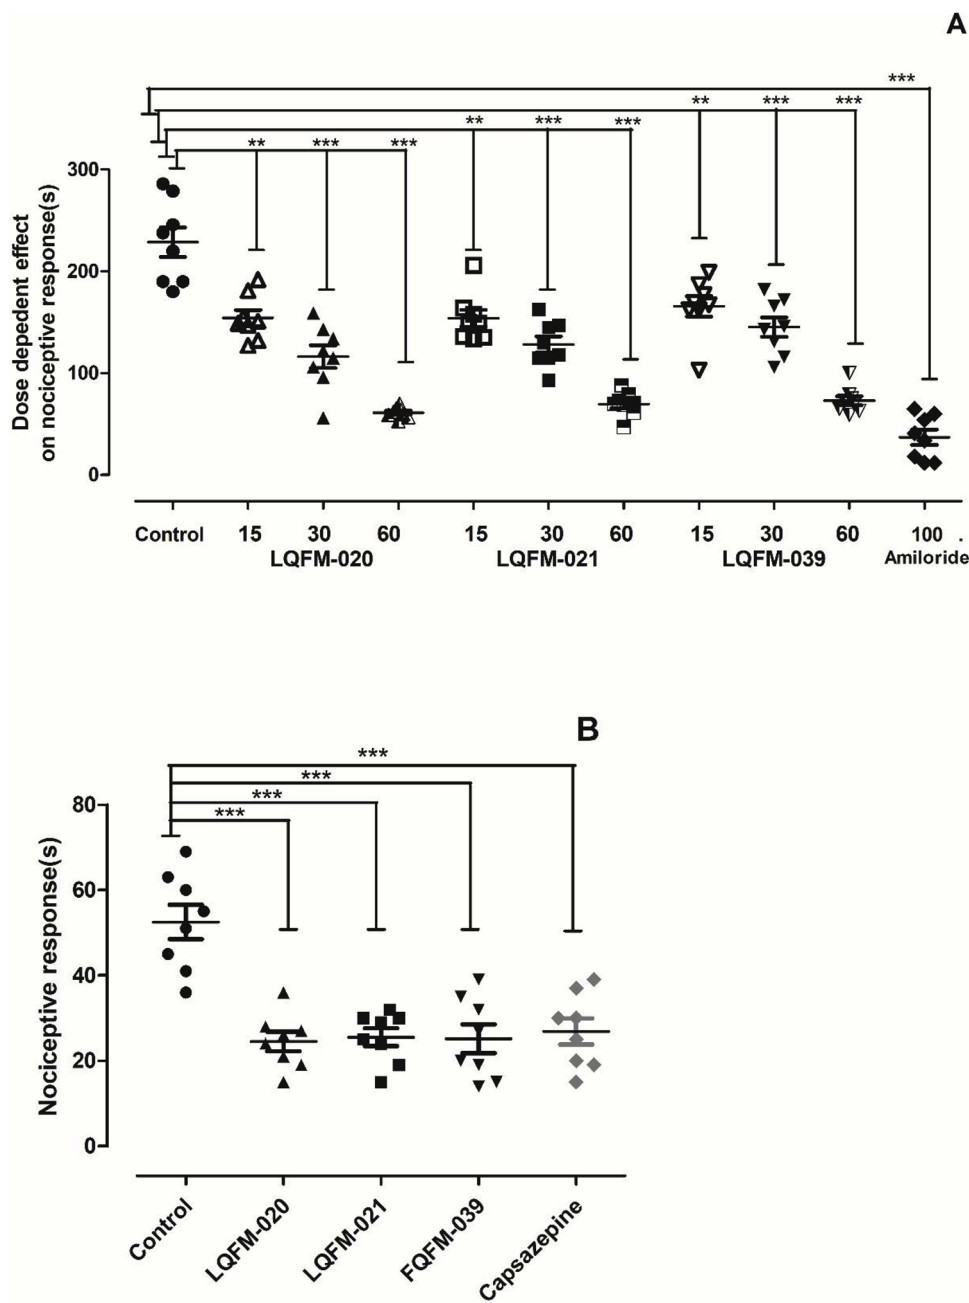 A
***
** *** ***
** *** ***
** *** ***
Dose depedent effect
on nociceptive response(s)
300
200
100
0
Control 15 30 60 15 30 60 15 30 60 100 .
LQFM-020 LQFM-021 LQFM-039 Amiloride
B
***
***
***
***
Nociceptive response(s)
80
60
40
20
0
Control
LQFM-020
LQFM-021
FQFM-039
Capsazepine